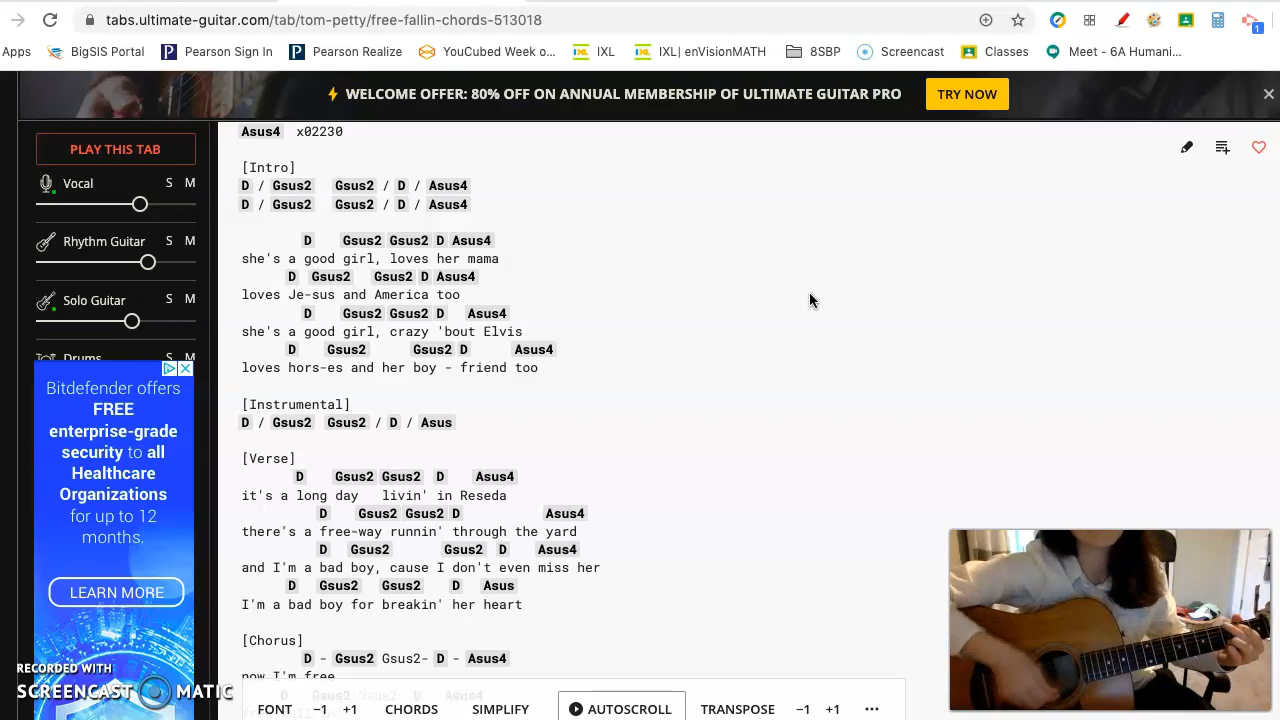 tabs.ultimate-guitar.com/tab/tom-petty/free-fallin-chords-513018
1
Apps BigSIS Portal Pearson Sign In Pearson Realize YouCubed Week o... IXL IXL| enVisionMATH 8SBP Screencast Classes Meet - 6A Humani...
WELCOME OFFER: 80% OFF ON ANNUAL MEMBERSHIP OF ULTIMATE GUITAR PRO TRY NOW
PLAY THIS TAB
Vocal S M
Rhythm Guitar S M
Solo Guitar S M
Drums
Bitdefender offers
FREE
enterprise-grade
security to all
Healthcare
Organizations
for up to 12
months.
LEARN MORE
RECORDED WITH
SCREENCAST MATIC
Asus4 x02230
[Intro]
D / Gsus2 Gsus2 / D / Asus4
D / Gsus2 Gsus2 / D / Asus4
D Gsus2 Gsus2 D Asus4
she's a good girl, loves her mama
D Gsus2 Gsus2 D Asus4
loves Je-sus and America too
D Gsus2 Gsus2 D Asus4
she's a good girl, crazy 'bout Elvis
D Gsus2 Gsus2 D Asus4
loves hors-es and her boy - friend too
[Instrumental]
D / Gsus2 Gsus2 / D / Asus
[Verse]
D Gsus2 Gsus2 D Asus4
it's a long day livin' in Reseda
D Gsus2 Gsus2 D Asus4
there's a free-way runnin' through the yard
D Gsus2 Gsus2 D Asus4
and I'm a bad boy, cause I don't even miss her
D Gsus2 Gsus2 D Asus
I'm a bad boy for breakin' her heart
[Chorus]
D - Gsus2 Gsus2- D - Asus4
now I'm free
D Gsus2 Gsus2 - D Asus4
FONT −1 +1 CHORDS SIMPLIFY AUTOSCROLL TRANSPOSE −1 +1